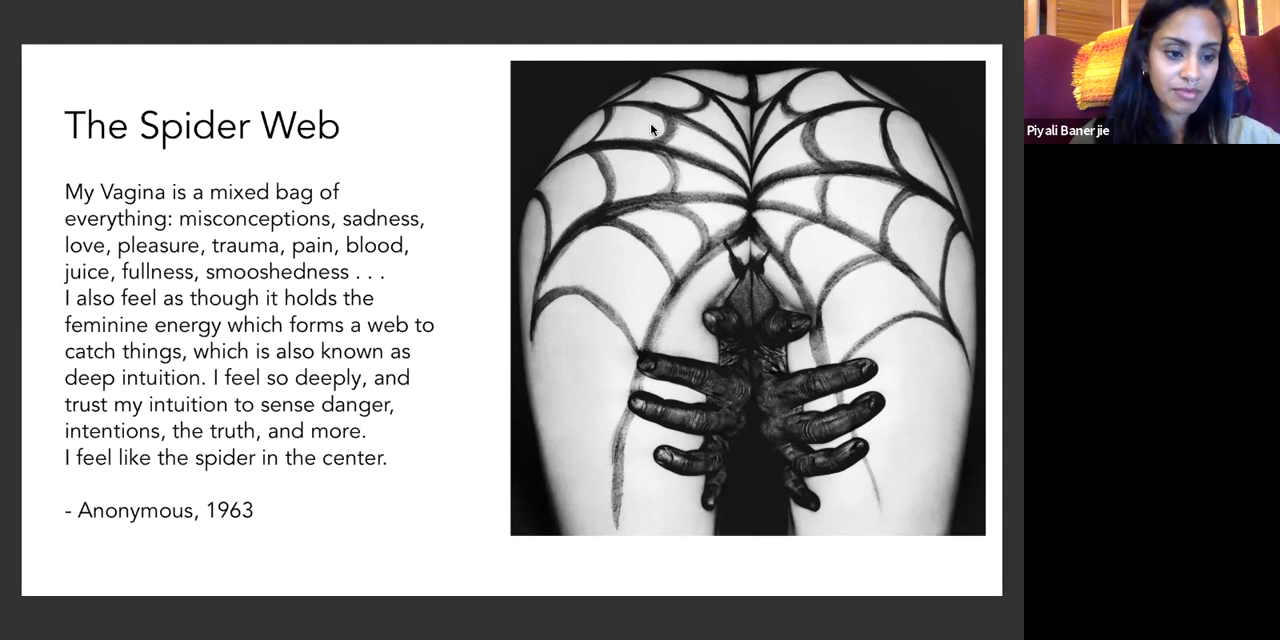 The Spider Web
My Vagina is a mixed bag of
everything: misconceptions, sadness,
love, pleasure, trauma, pain, blood,
juice, fullness, smooshedness . . .
I also feel as though it holds the
feminine energy which forms a web to
catch things, which is also known as
deep intuition. I feel so deeply, and
trust my intuition to sense danger,
intentions, the truth, and more.
I feel like the spider in the center.
- Anonymous, 1963
Piyali Banerjie